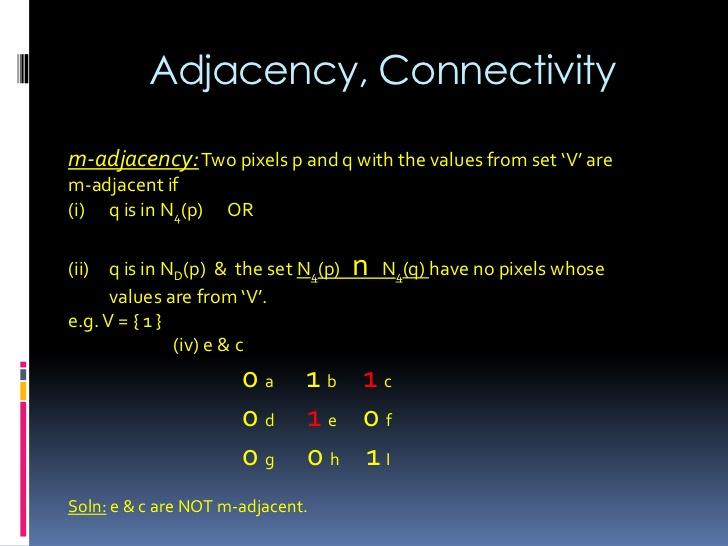 Adjacency, Connectivity
m-adjacency: Two pixels p and q with the values from set ‘V’ are
m-adjacent if
(i) q is in N4(p) OR
(ii) q is in ND(p) & the set N4(p) n N4(q) have no pixels whose
values are from ‘V’.
e.g. V = { 1 }
(iv) e & c
0 a 1 b 1 c
0 d 1 e 0 f
0 g 0 h 1 I
Soln: e & c are NOT m-adjacent.